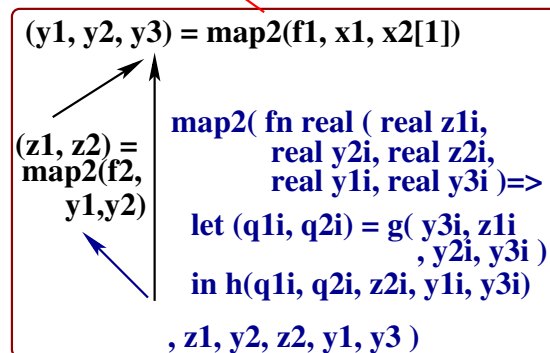 (y1, y2, y3) = map2(f1, x1, x2[1])
(z1, z2) =
map2(f2,
y1,y2)
map2( fn real ( real z1i,
real y2i, real z2i,
real y1i, real y3i )=>
let (q1i, q2i) = g( y3i, z1i
, y2i, y3i )
in h(q1i, q2i, z2i, y1i, y3i)
, z1, y2, z2, y1, y3 )